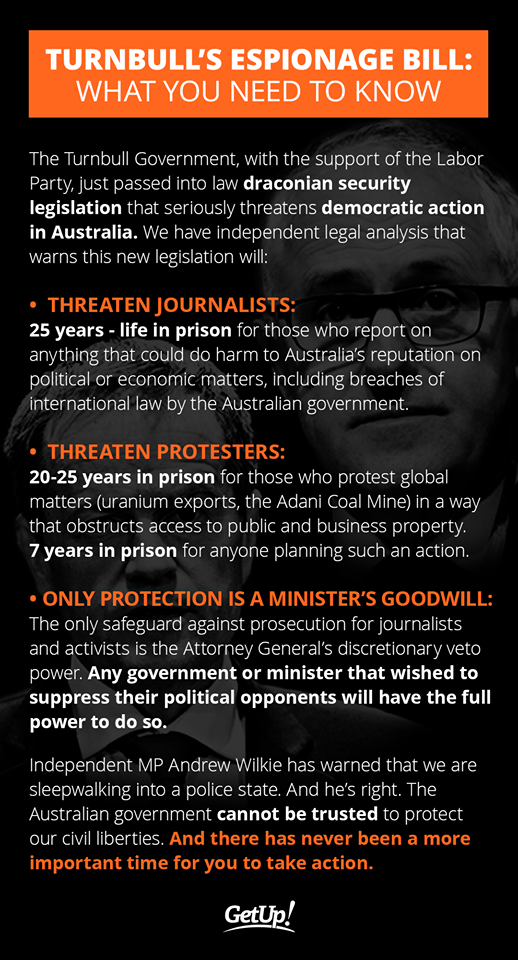 TURNBULL'S ESPIONAGE BILL:
WHAT YOU NEED TO KNOW
The Turnbull Government, with the support of the Labor
Party, just passed into law draconian security
legislation that seriously threatens democratic action
in Australia. We have independent legal analysis that
warns this new legislation will:
• THREATEN JOURNALISTS:
25 years - life in prison for those who report on
anything that could do harm to Australia's reputation on
political or economic matters, including breaches of
international law by the Australian government.
• THREATEN PROTESTERS:
20-25 years in prison for those who protest global
matters (uranium exports, the Adani Coal Mine) in a way
that obstructs access to public and business property.
7 years in prison for anyone planning such an action.
• ONLY PROTECTION IS A MINISTER'S GOODWILL:
The only safeguard against prosecution for journalists
and activists is the Attorney General's discretionary veto
power. Any government or minister that wished to
suppress their political opponents will have the full
power to do so.
Independent MP Andrew Wilkie has warned that we are
sleepwalking into a police state. And he's right. The
Australian government cannot be trusted to protect
our civil liberties. And there has never been a more
important time for you to take action.
GetUp!